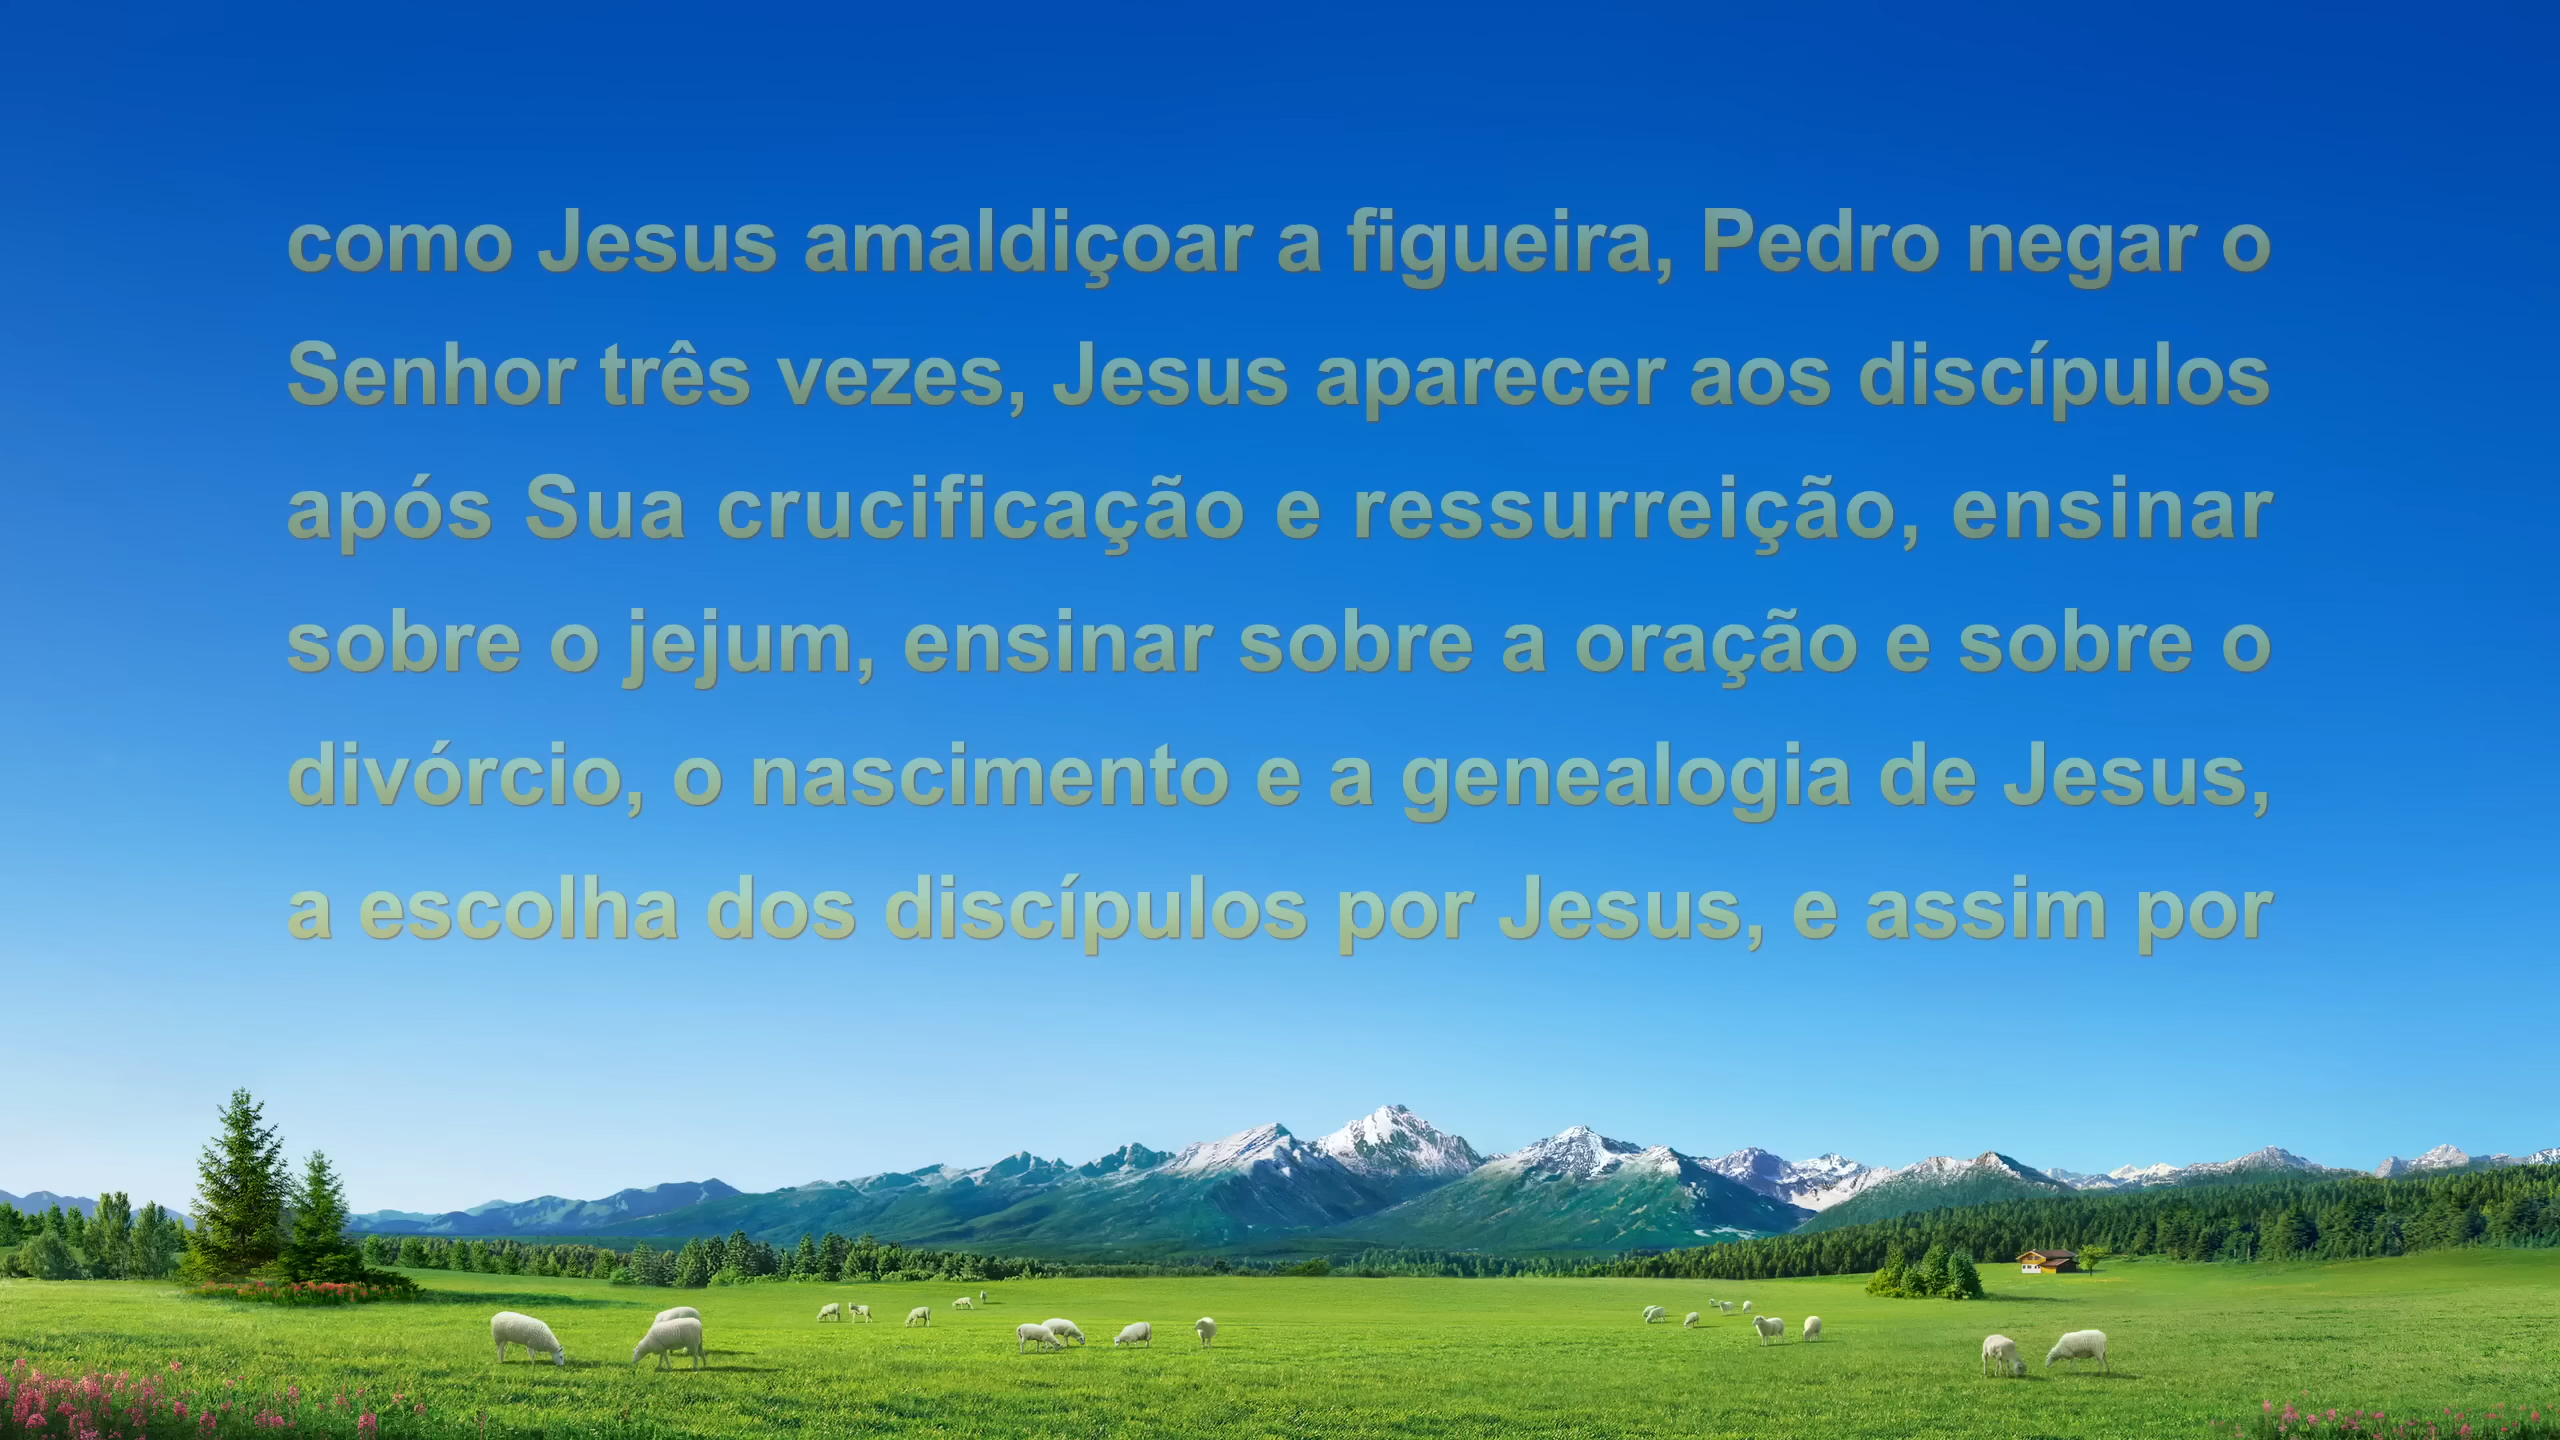 como Jesus amaldiçoar a figueira, Pedro negar o
Senhor três vezes, Jesus aparecer aos discípulos
após Sua crucificação e ressurreição, ensinar
sobre o jejum, ensinar sobre a oração e sobre o
divórcio, o nascimento e a genealogia de Jesus,
a escolha dos discípulos por Jesus, e assim por